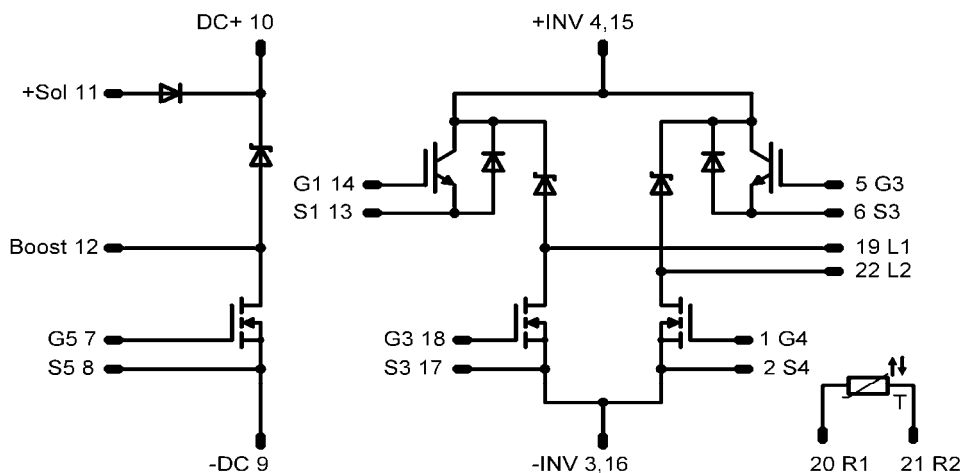 DC+ 10
+INV 4,15
+Sol 11
G1 14
S1 13
5 G3
6 S3
Boost 12
19 L1
22 L2
G5 7
S5 8
G3 18
S3 17
1 G4
2 S4
T
-DC 9
-INV 3,16
20 R1
21 R2